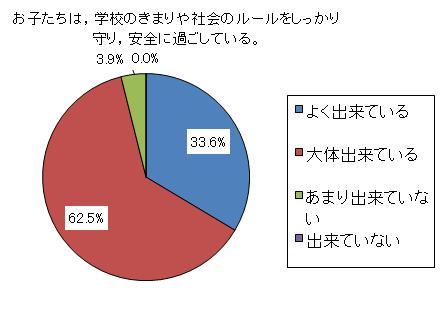 お子たちは，学校のきまりや社会のルールをしっかり
守り，安全に過ごしている。
3.9%
0.0%
33.6%
62.5%
よく出来ている
大体出来ている
あまり出来ていな
い
出来ていない